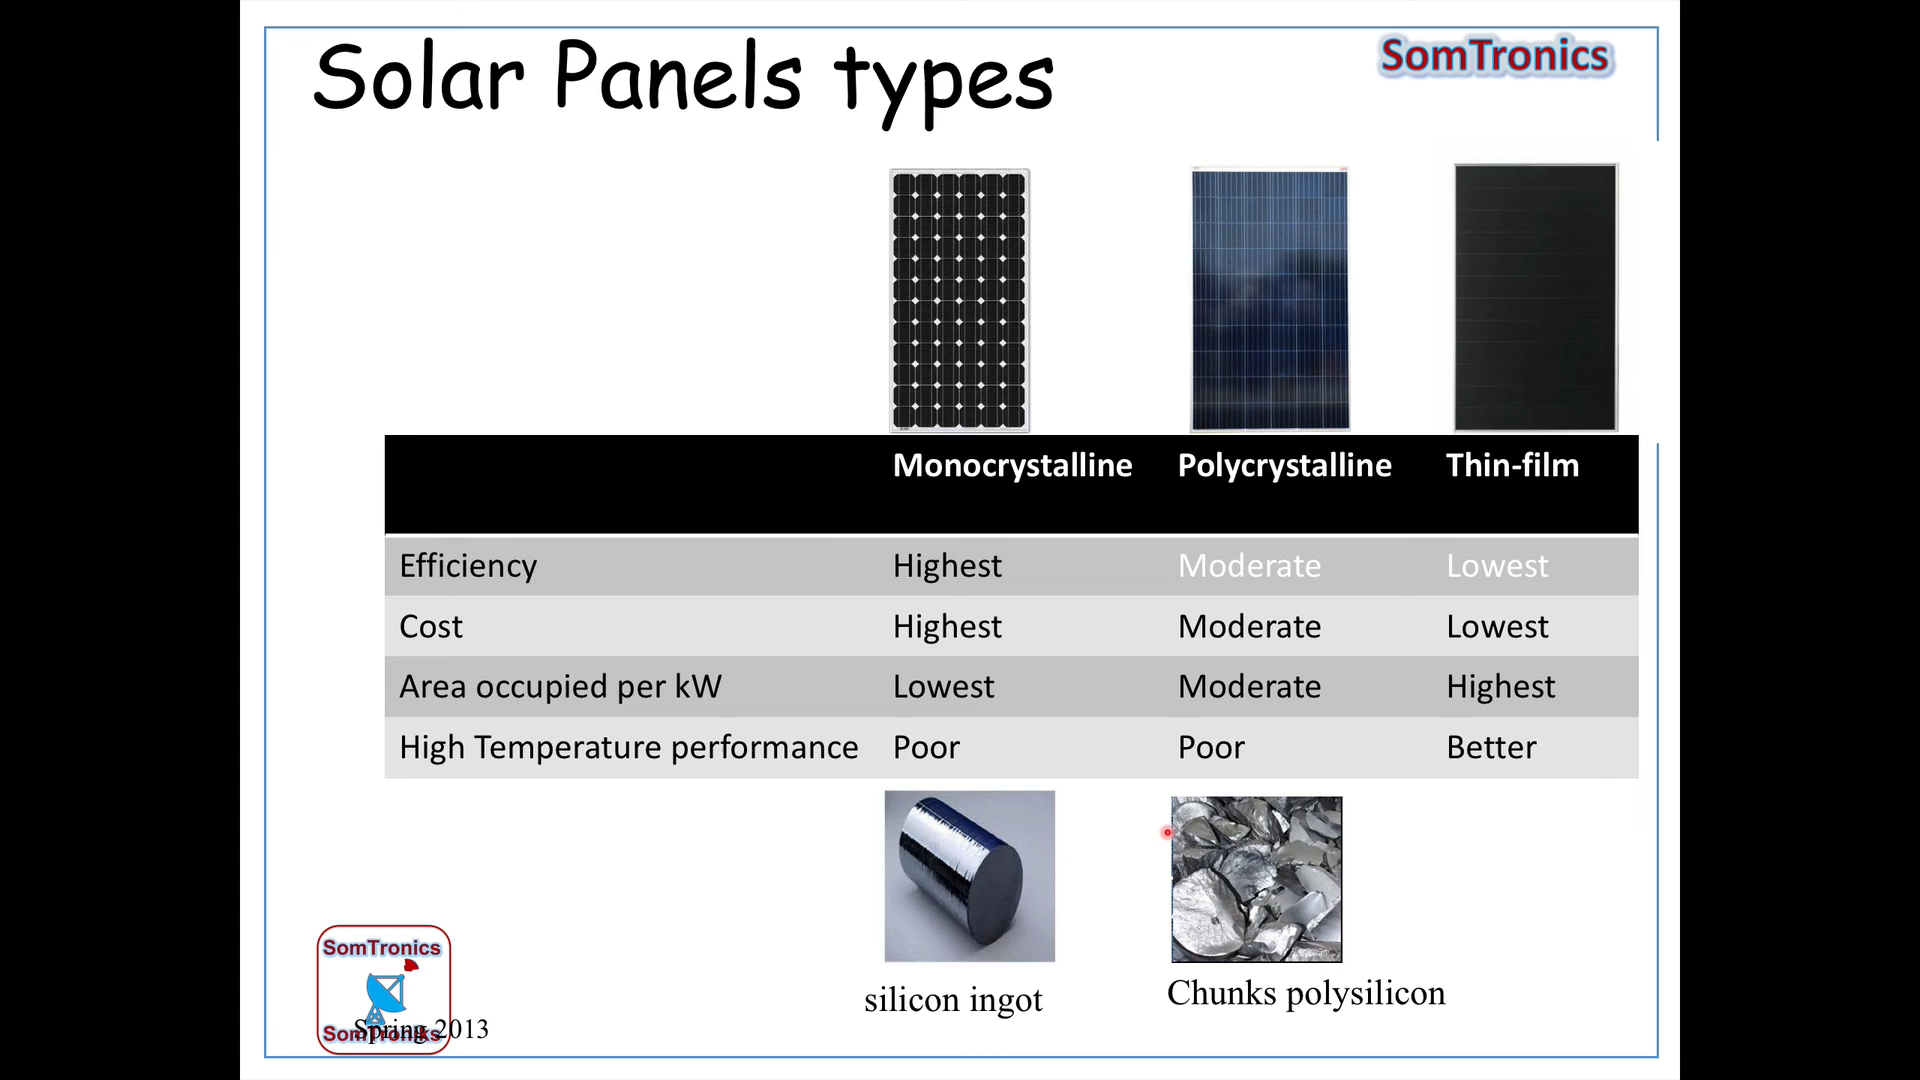 Solar Panels types
SomTronics
Monocrystalline Polycrystalline Thin-film
Efficiency Highest Moderate Lowest
Cost Highest Moderate Lowest
Area occupied per kW Lowest Moderate Highest
High Temperature performance Poor Poor Better
silicon ingot
Chunks polysilicon
SomTronics
SomTroniks
Spring 2013